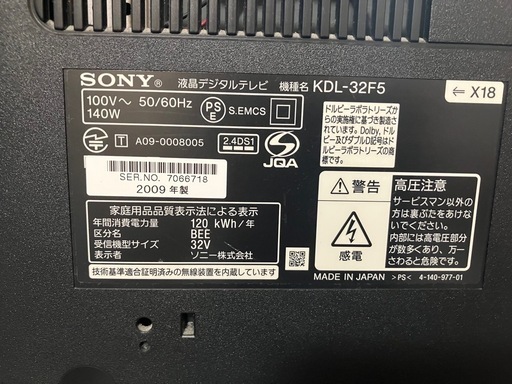 SONY® 液晶デジタルテレビ 機種名 KDL-32F5
⇐ X18
100V～ 50/60Hz
140W
PS
E
S.EMCS
T A09-0008005
2.4DS1
JQA
SER.NO. 7066718
2009 年製
ドルビーラボラトリーズか
らの実施権に基づき製造さ
れています。Dolby、ドル
ビー及びダブルD記号はド
ルビーラボラトリーズの
商標です。
家庭用品品質表示法による表示
年間消費電力量 120 kWh/年
区分名 BEE
受信機型サイズ 32V
表示者 ソニー株式会社
技術基準適合証明済みの無線装置を内蔵しています
警告
感電
高圧注意
サービスマン以外の
方は裏ぶたをあけな
いでください。
内部には高電圧部分
が数多くあり、万一
さわると危険です。
MADE IN JAPAN >PS< 4-140-977-01